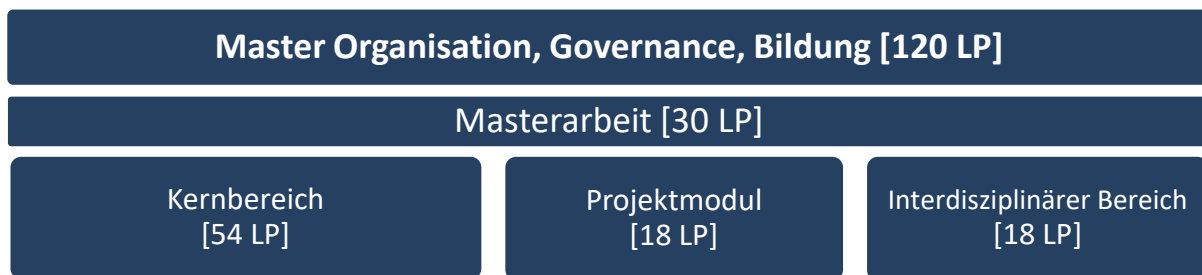 Master Organisation, Governance, Bildung [120 LP]
Masterarbeit [30 LP]
Kernbereich
[54 LP]
Projektmodul
[18 LP]
Interdisziplinärer Bereich
[18 LP]